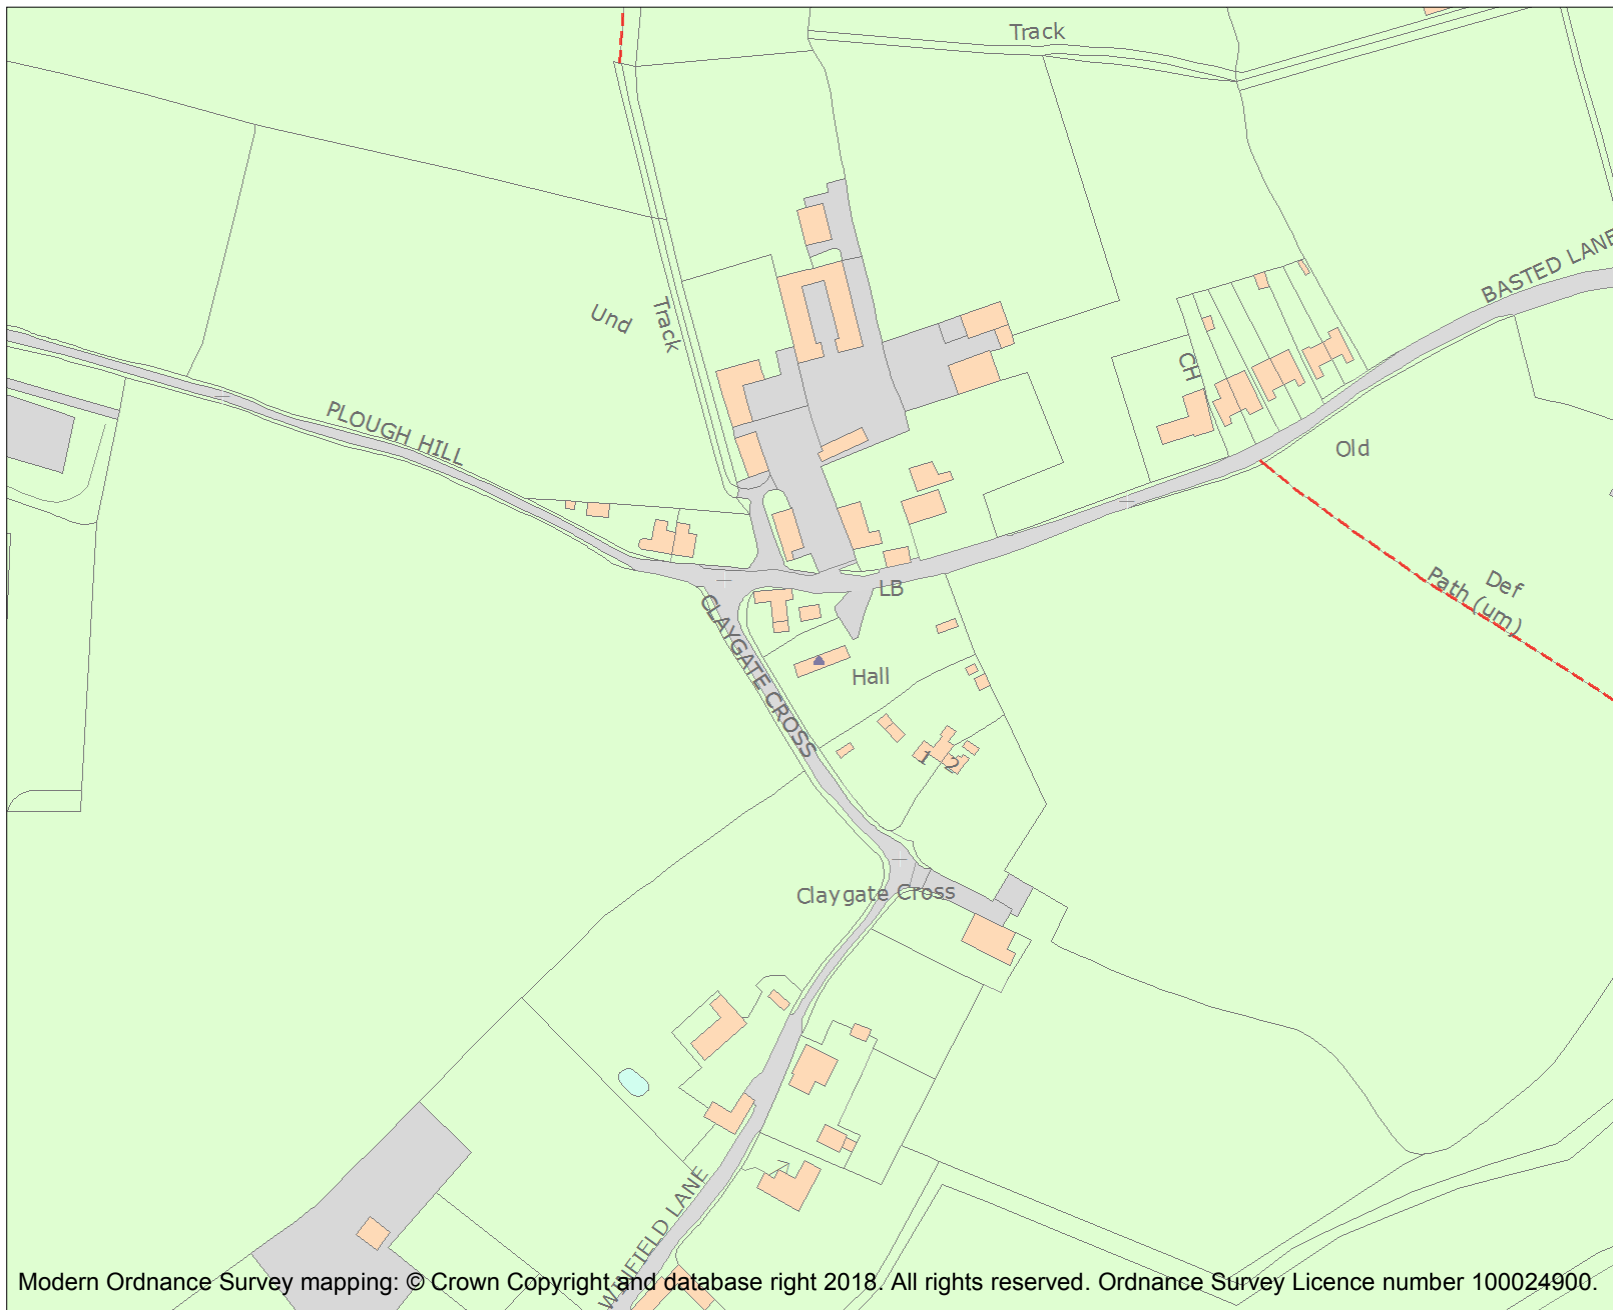 Track
BASTED LANE
Und
Track
CH
PLOUGH HILL
Old
Def
Path (um)
LB
CLAYGATE CROSS
Hall
1
2
Claygate Cross
WINFIELD LANE
Modern Ordnance Survey mapping: © Crown Copyright and database right 2018. All rights reserved. Ordnance Survey Licence number 100024900.